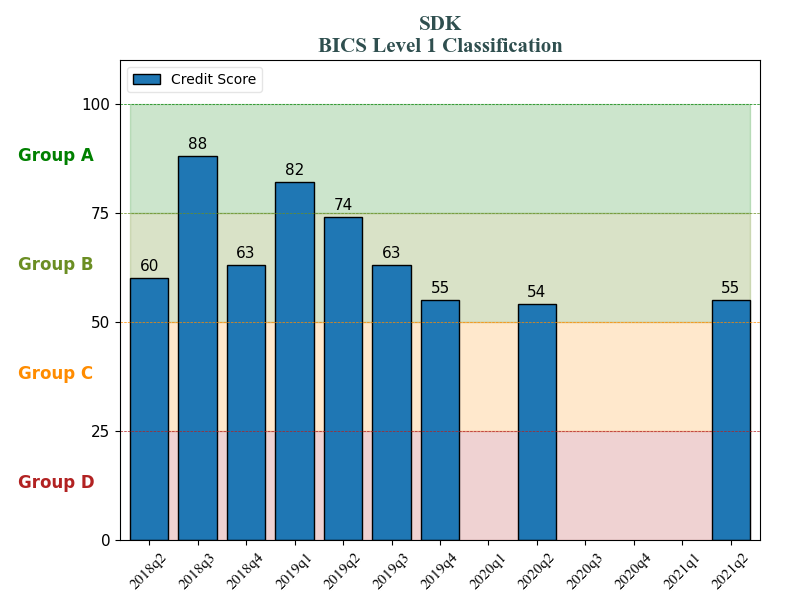 SDK
BICS Level 1 Classification
Credit Score
100
75
50
25
0
Group A
Group B
Group C
Group D
60
88
63
82
74
63
55
54
55
2018q2
2018q3
2018q4
2019q1
2019q2
2019q3
2019q4
2020q1
2020q2
2020q3
2020q4
2021q1
2021q2